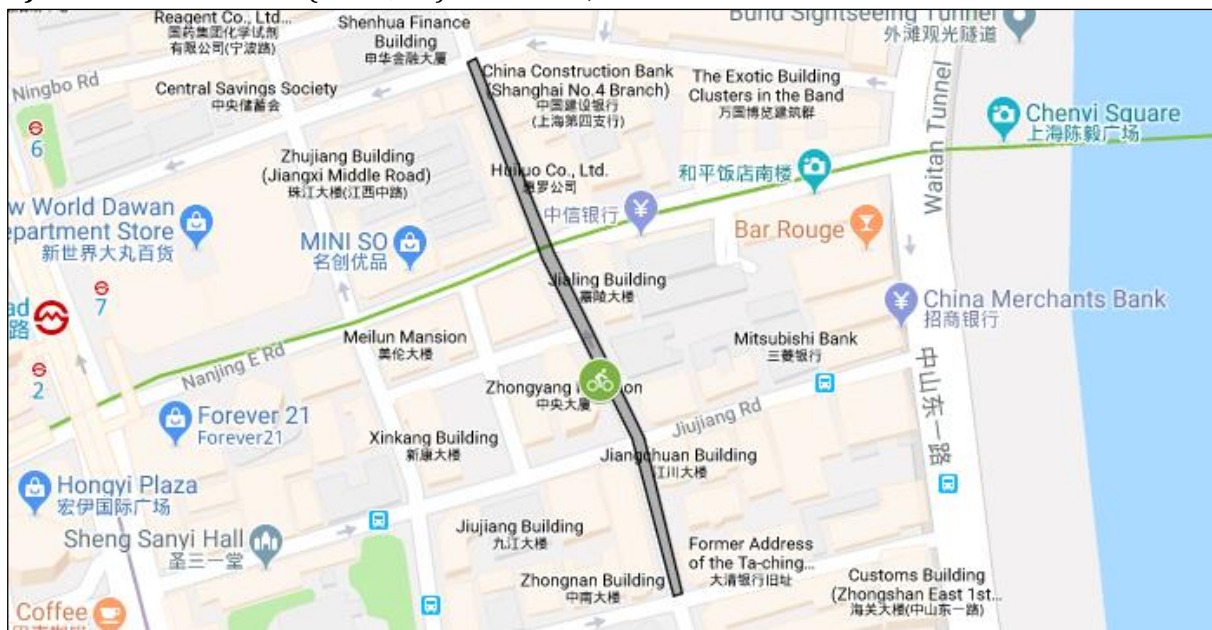 Reagent Co., Ltd...
国药集团化学试剂
有限公司(宁波路)
Shenhua Finance
Building
申华金融大厦
Bund Sightseeing Tunnel
外滩观光隧道
Ningbo Rd
Central Savings Society
中央储蓄会
China Construction Bank
(Shanghai No.4 Branch)
中国建设银行
(上海第四支行)
The Exotic Building
Clusters in the Band
万国博览建筑群
Waitan Tunnel
Chenyi Square
上海陈毅广场
6
Zhujiang Building
(Jiangxi Middle Road)
珠江大楼(江西中路)
Huiluo Co., Ltd.
惠罗公司
和平饭店南楼
w World Dawan
epartment Store
新世界大丸百货
MINI SO
名创优品
中信银行
Bar Rouge
Jialing Building
嘉陵大楼
China Merchants Bank
招商银行
ad
路
7
2
Nanjing E Rd
Meilun Mansion
美伦大楼
Mitsubishi Bank
三菱银行
中山东一路
Zhongyang
中央大厦
Forever 21
Forever21
Xinkang Building
新康大楼
Jiujiang Rd
Jiangchuan Building
江川大楼
Hongyi Plaza
宏伊国际广场
Sheng Sanyi Hall
圣三一堂
Jiujiang Building
九江大楼
Former Address
of the Ta-ching...
大清银行旧址
Zhongnan Building
中南大楼
Customs Building
(Zhongshan East 1st...
海关大楼(中山东一路)
Coffee